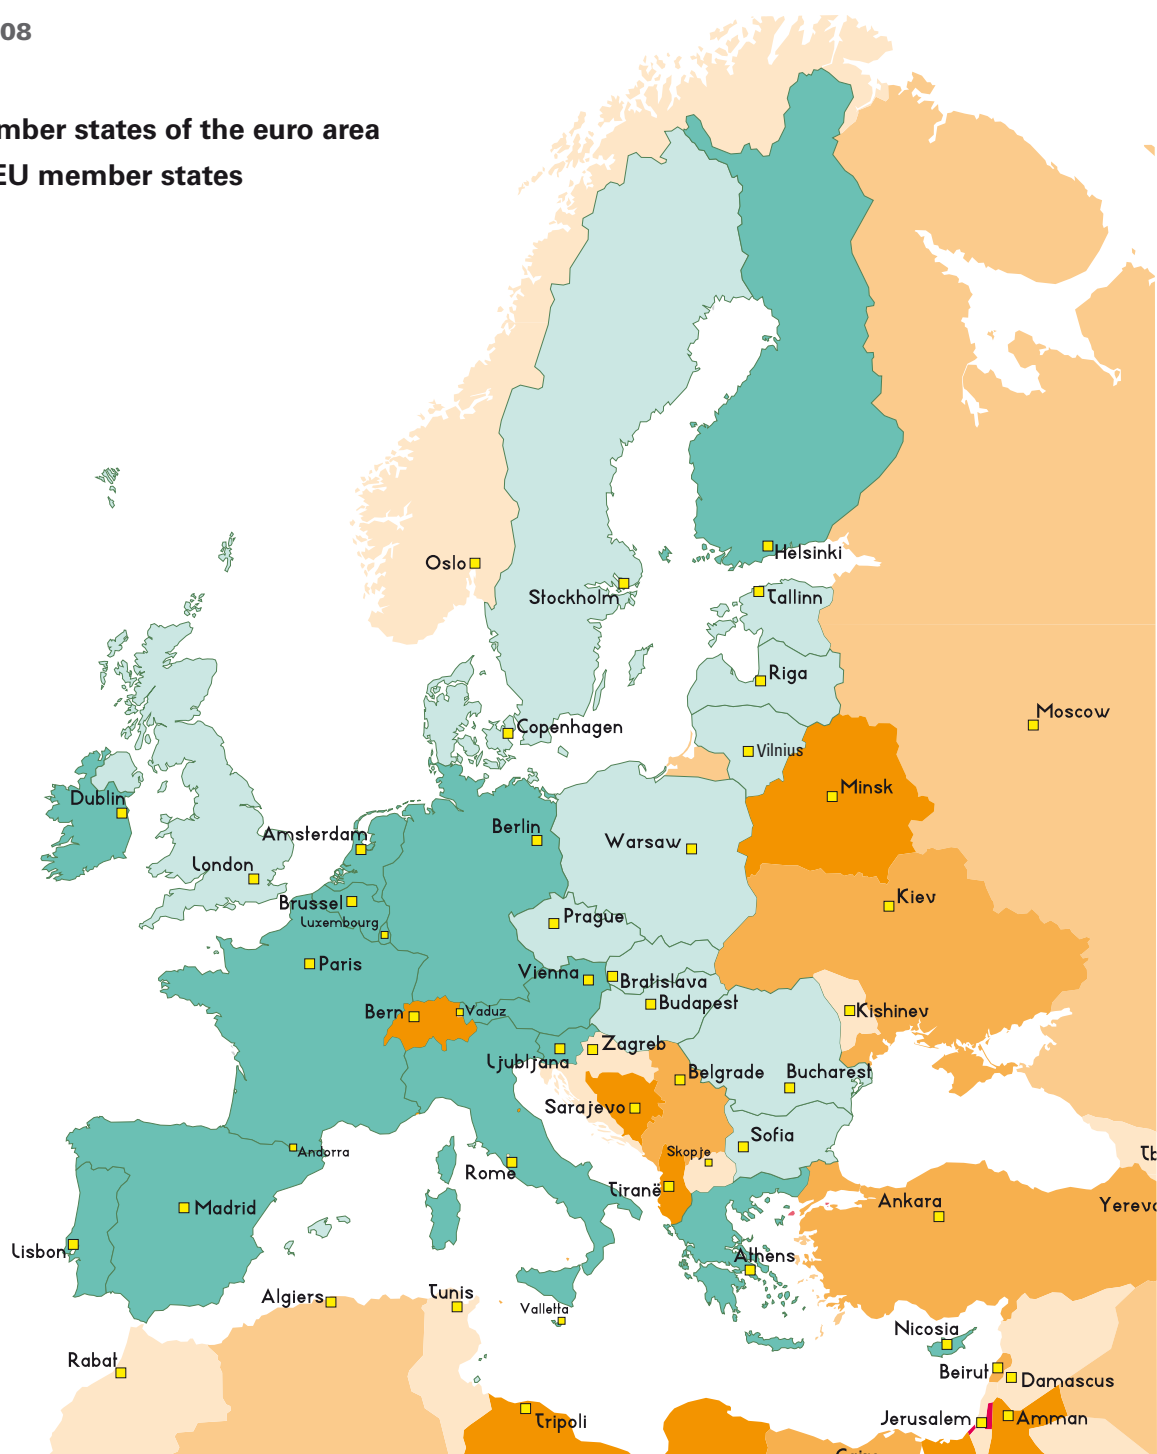 08
mber states of the euro area
EU member states
Oslo
Helsinki
Stockholm
Tallinn
Riga
Moscow
Copenhagen
Vilnius
Minsk
Dublin
Amsterdam
Berlin
Warsaw
London
Kiev
Brussel
Luxembourg
Prague
Paris
Vienna
Bratislava
Budapest
Bern
Vaduz
Kishinev
Zagreb
Ljubljana
Belgrade
Bucharest
Sarajevo
Sofia
Andorra
Skopje
Rome
Tiranë
Tb
Madrid
Ankara
Yereva
Lisbon
Athens
Algiers
Tunis
Valletta
Nicosia
Rabat
Beirut
Damascus
Tripoli
Jerusalem
Amman